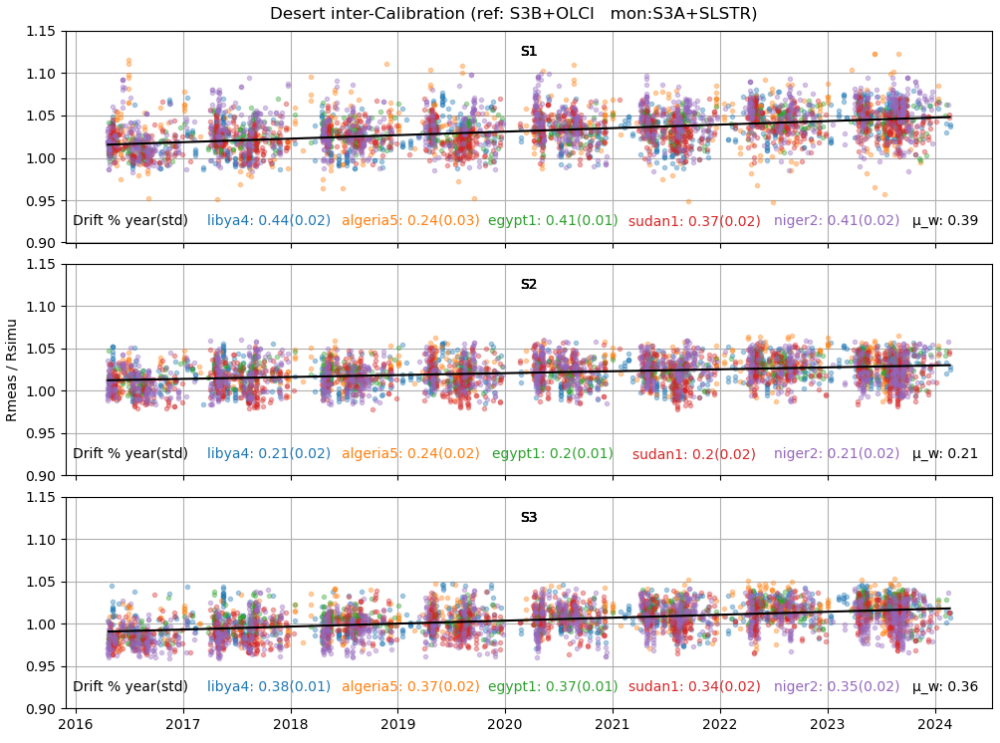 Desert inter-Calibration (ref: S3B+OLCI   mon:S3A+SLSTR)
1.15
S1
1.10
1.05
1.00
0.95
Drift % year(std) libya4: 0.44(0.02) algeria5: 0.24(0.03) egypt1: 0.41(0.01) sudan1: 0.37(0.02) niger2: 0.41(0.02) μ_w: 0.39
0.90
1.15
S2
1.10
1.05
Rmeas / Rsimu
1.00
0.95
Drift % year(std) libya4: 0.21(0.02) algeria5: 0.24(0.02) egypt1: 0.2(0.01) sudan1: 0.2(0.02) niger2: 0.21(0.02) μ_w: 0.21
0.90
1.15
S3
1.10
1.05
1.00
0.95
Drift % year(std) libya4: 0.38(0.01) algeria5: 0.37(0.02) egypt1: 0.37(0.01) sudan1: 0.34(0.02) niger2: 0.35(0.02) μ_w: 0.36
0.90
2016 2017 2018 2019 2020 2021 2022 2023 2024